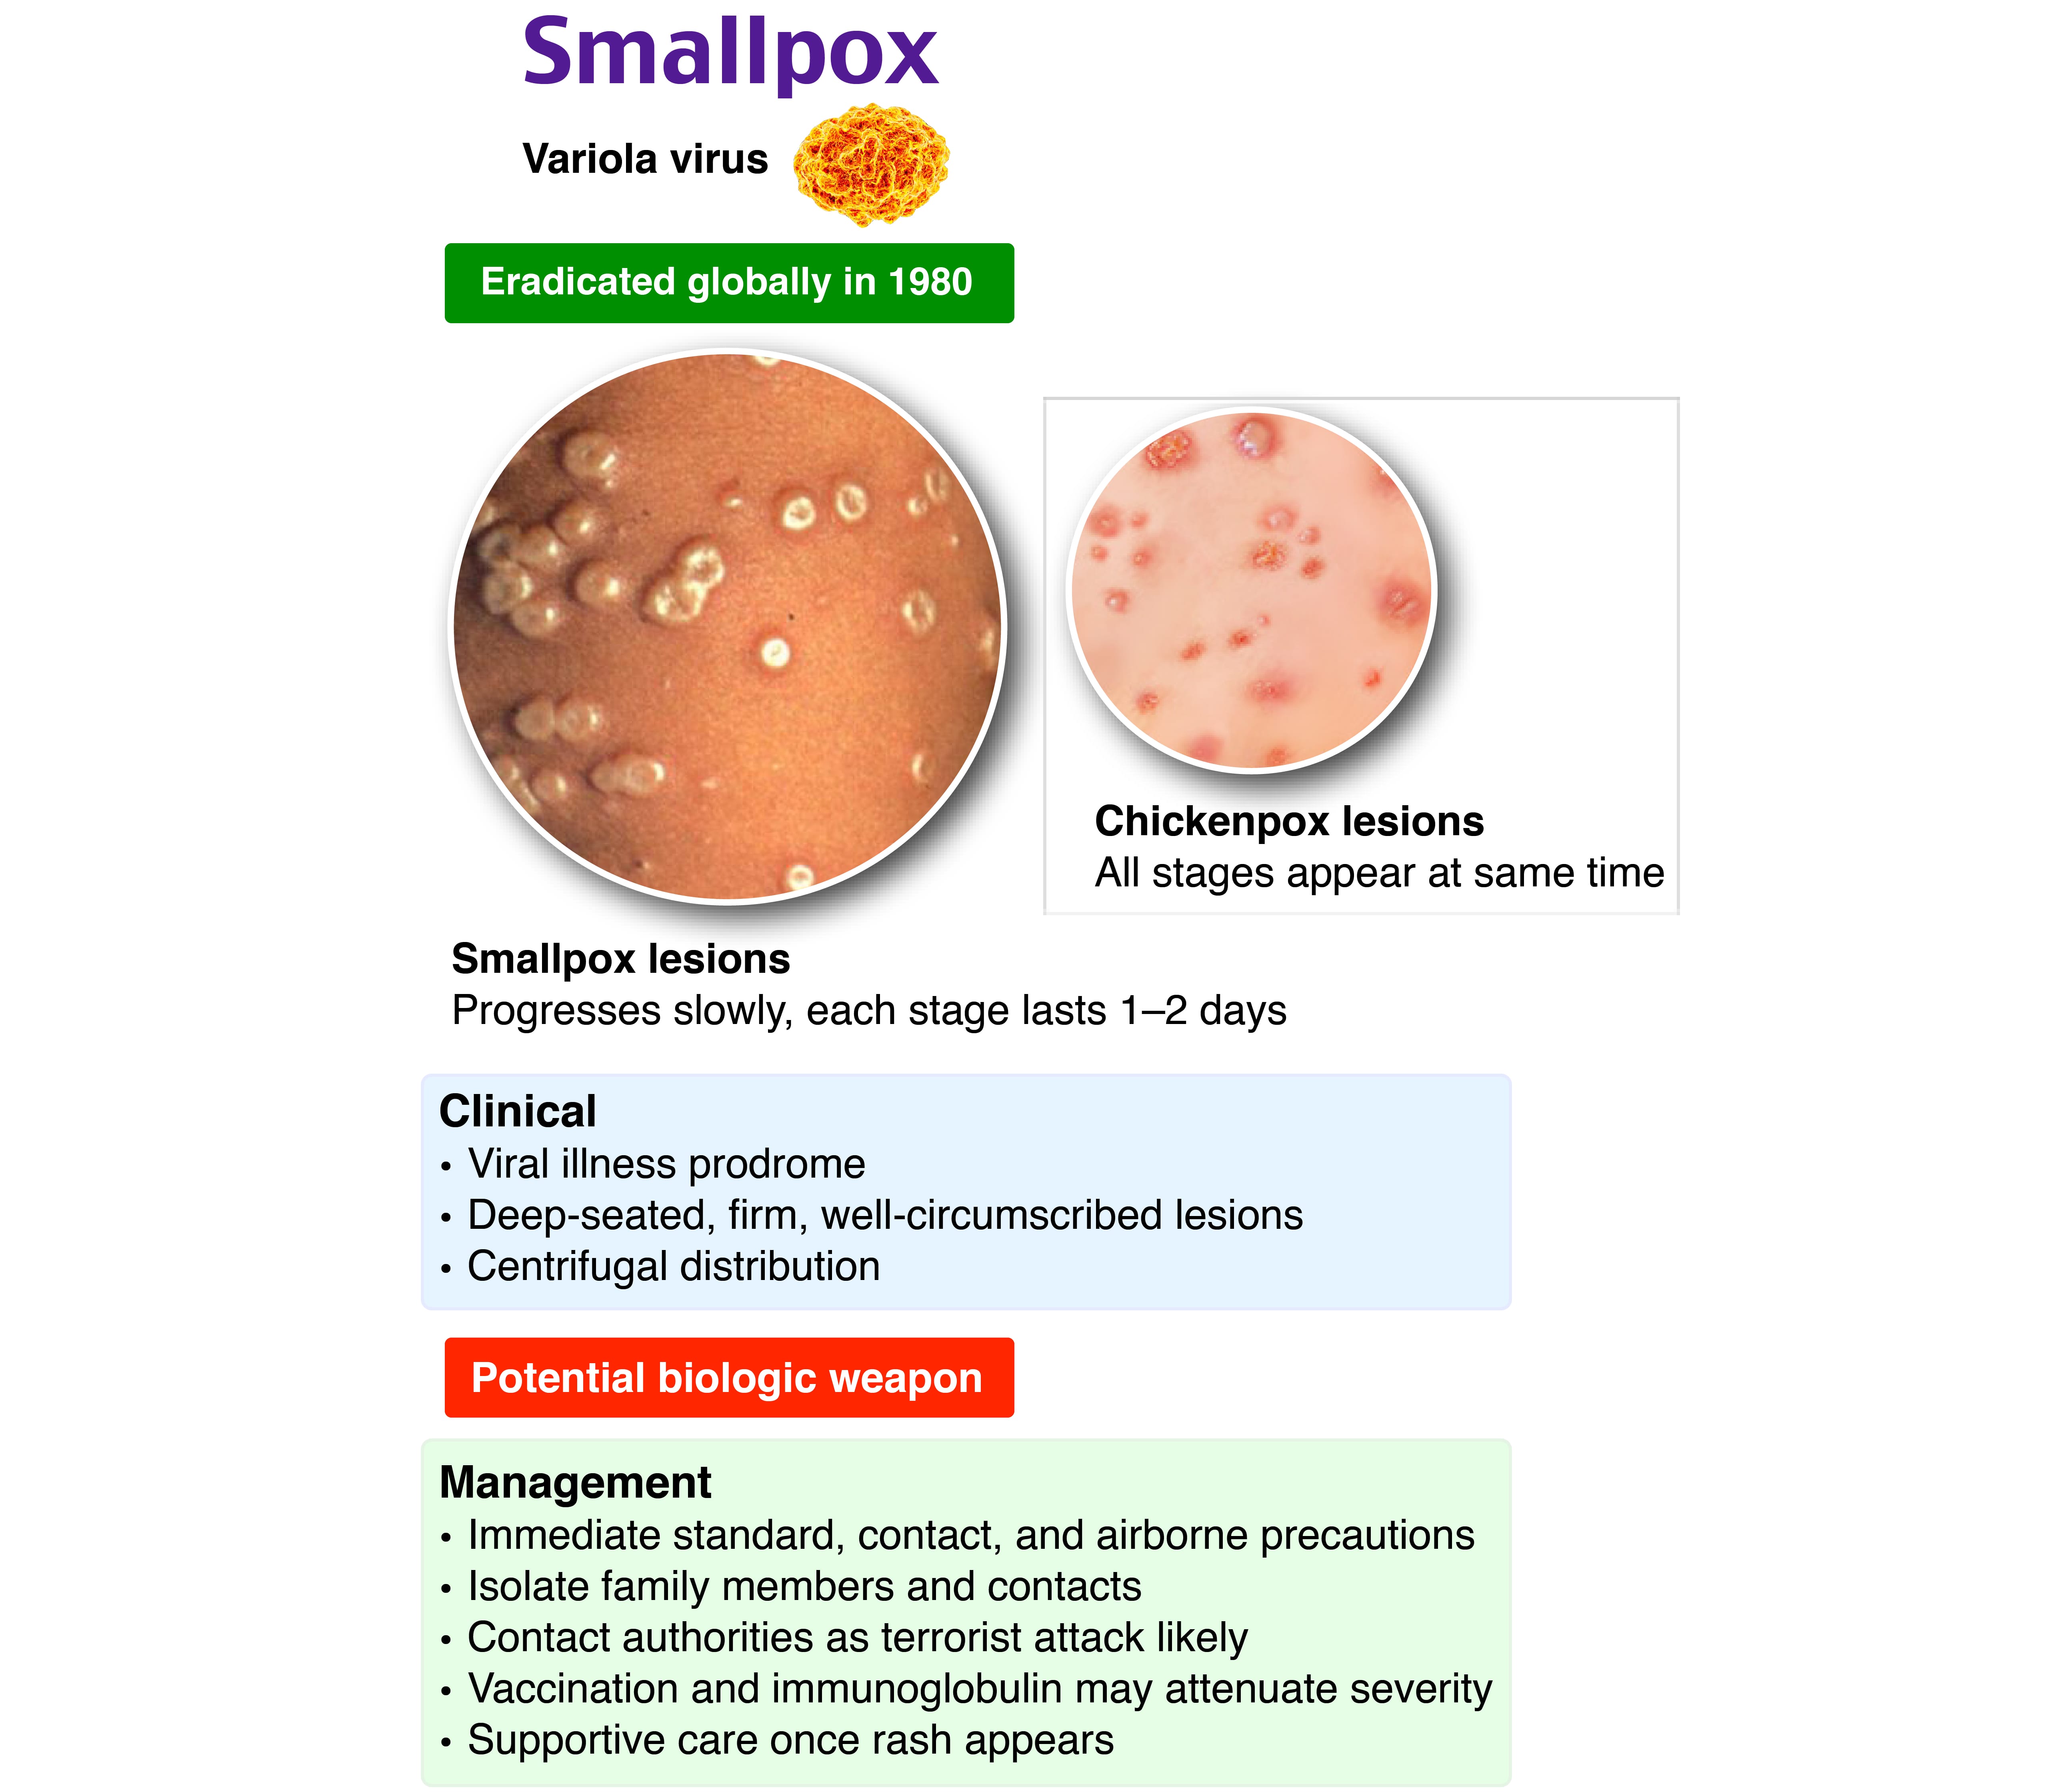 Smallpox
Variola virus
Eradicated globally in 1980
Chickenpox lesions
All stages appear at same time
Smallpox lesions
Progresses slowly, each stage lasts 1–2 days
Clinical
• Viral illness prodrome
• Deep-seated, firm, well-circumscribed lesions
• Centrifugal distribution
Potential biologic weapon
Management
• Immediate standard, contact, and airborne precautions
• Isolate family members and contacts
• Contact authorities as terrorist attack likely
• Vaccination and immunoglobulin may attenuate severity
• Supportive care once rash appears